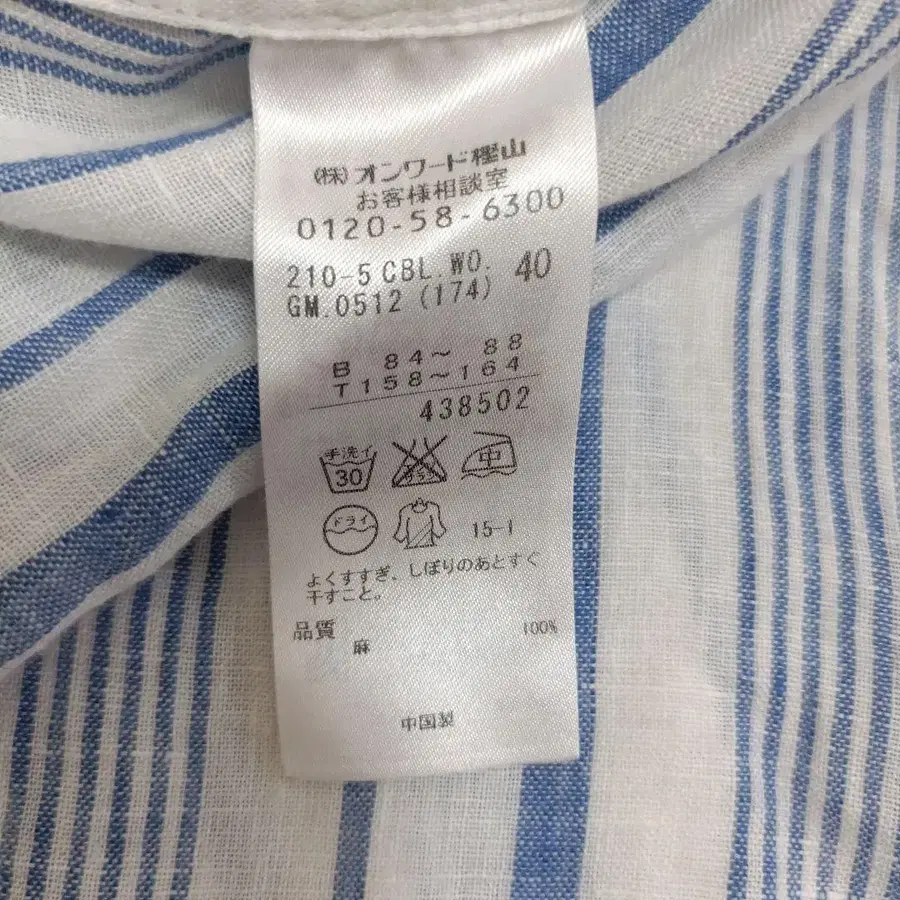 (株)オンワード樫山
お客様相談室
0120-58-6300
210-5 CBL.WO. 40
GM.0512 (174)
B 84～ 88
T 158～164
438502
手洗イ
30
中
ドライ
15-1
よくすすぎ、しぼりのあとすぐ
干すこと。
品質 100%
麻
中国製